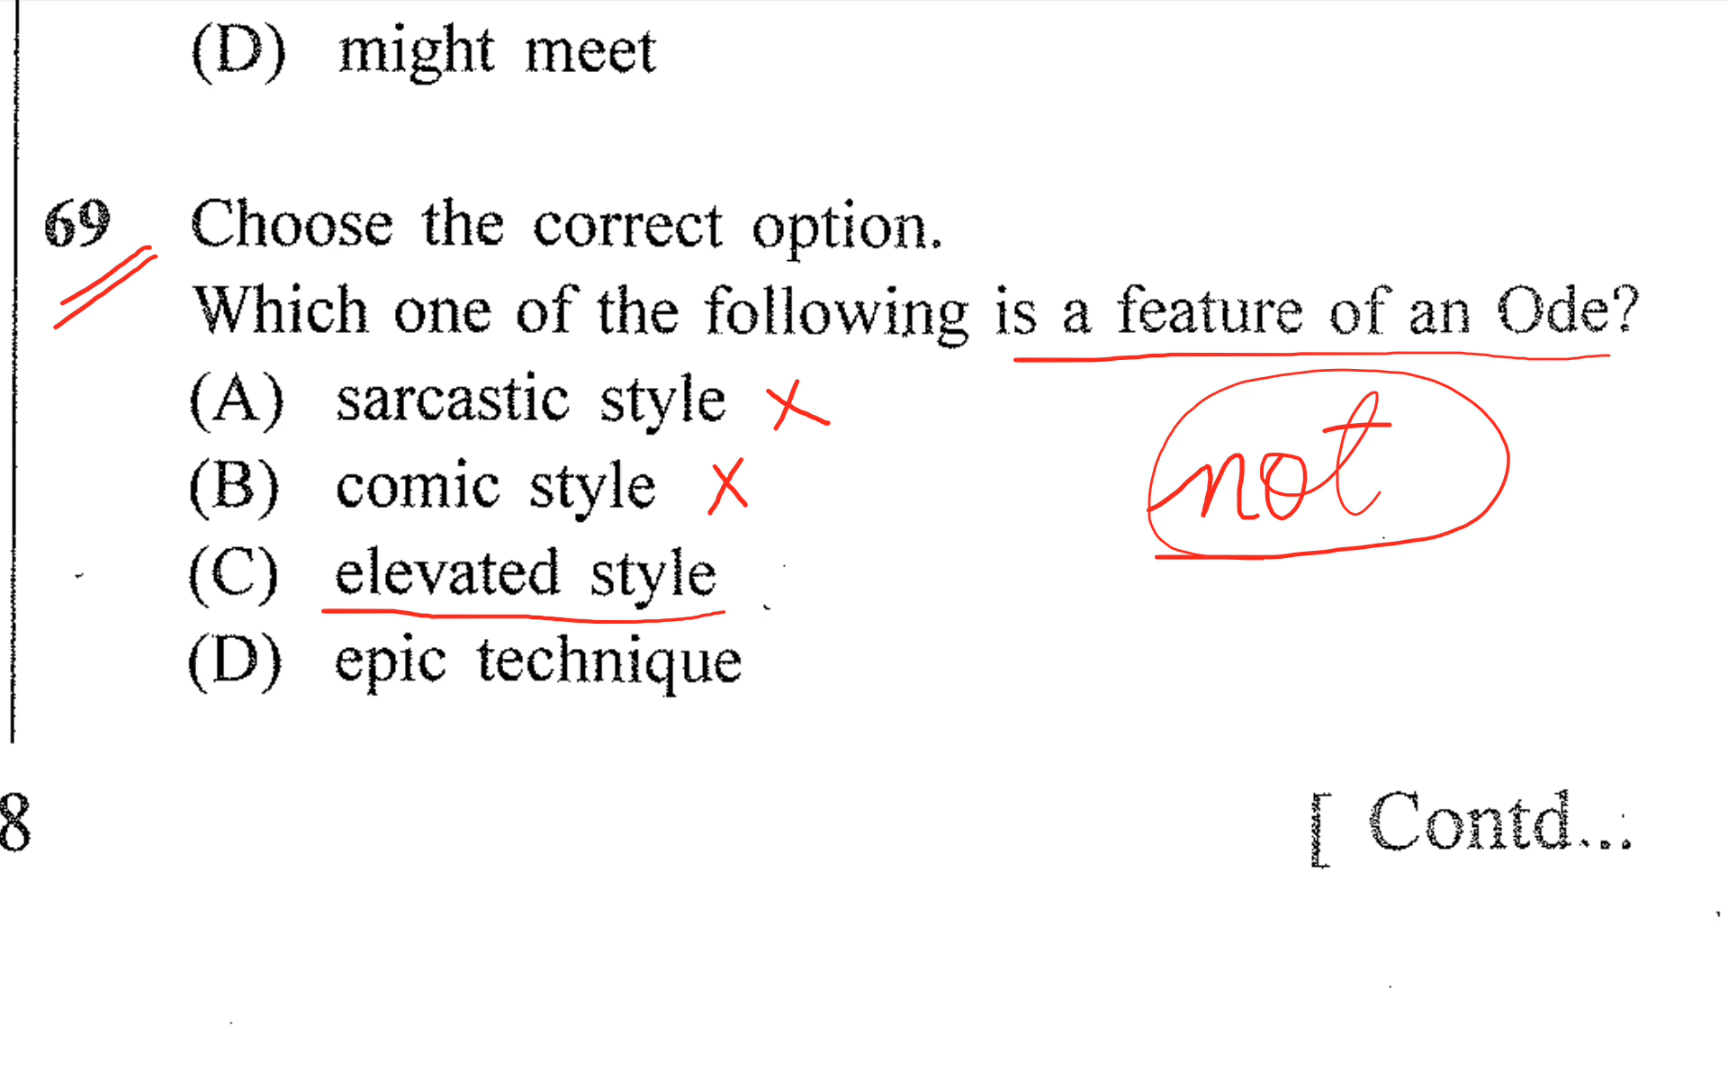 (D) might meet
69 Choose the correct option.
Which one of the following is a feature of an Ode?
(A) sarcastic style
not
(B) comic style
(C) elevated style
(D) epic technique
8 [ Contd...